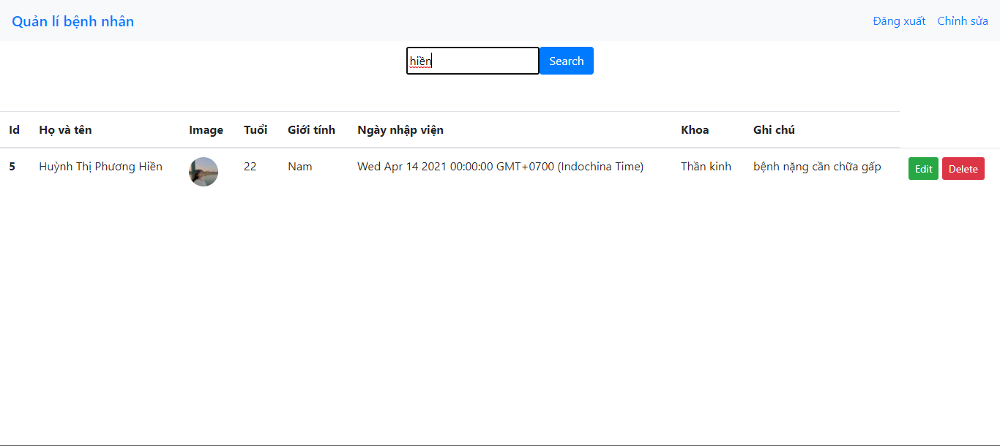 Quản lí bệnh nhân Đăng xuất Chỉnh sửa
hiền Search
Id Họ và tên Image Tuổi Giới tính Ngày nhập viện Khoa Ghi chú
5 Huỳnh Thị Phương Hiền 22 Nam Wed Apr 14 2021 00:00:00 GMT+0700 (Indochina Time) Thần kinh bệnh nặng cần chữa gấp Edit Delete